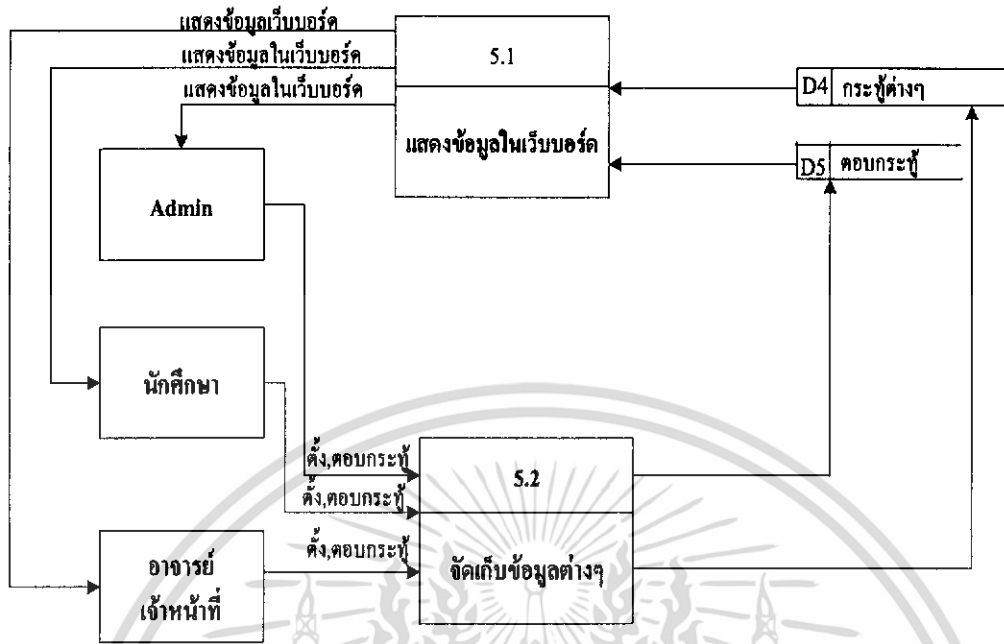 แสดงข้อมูลเว็บบอร์ด
แสดงข้อมูลในเว็บบอร์ด
แสดงข้อมูลในเว็บบอร์ด
5.1
แสดงข้อมูลในเว็บบอร์ด
D4 กระทู้ต่างๆ
D5 ตอบกระทู้
Admin
นักศึกษา
อาจารย์
เจ้าหน้าที่
ตั้ง,ตอบกระทู้
ตั้ง,ตอบกระทู้
ตั้ง,ตอบกระทู้
5.2
จัดเก็บข้อมูลต่างๆ